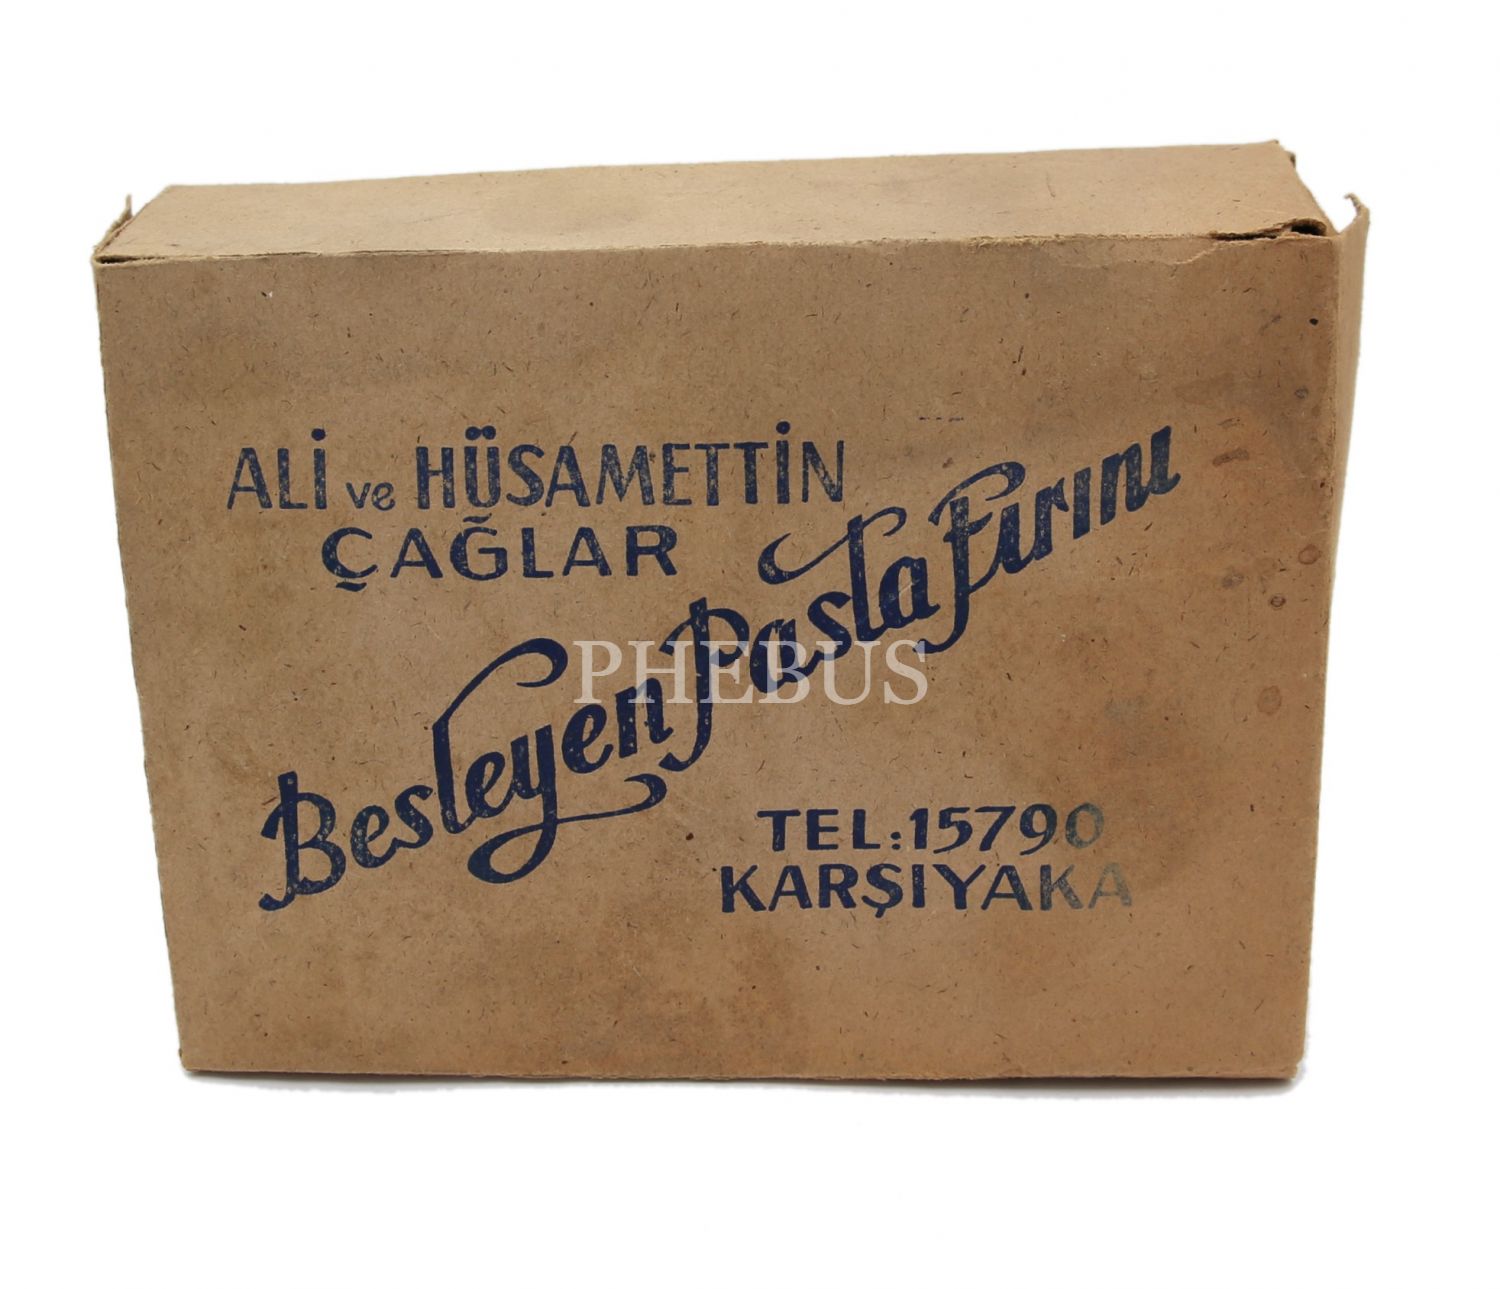 ALİ ve HÜSAMETTİN
ÇAĞLAR
Besleyen Pasta Fırını
PHEBUS
TEL:15790
KARŞIYAKA